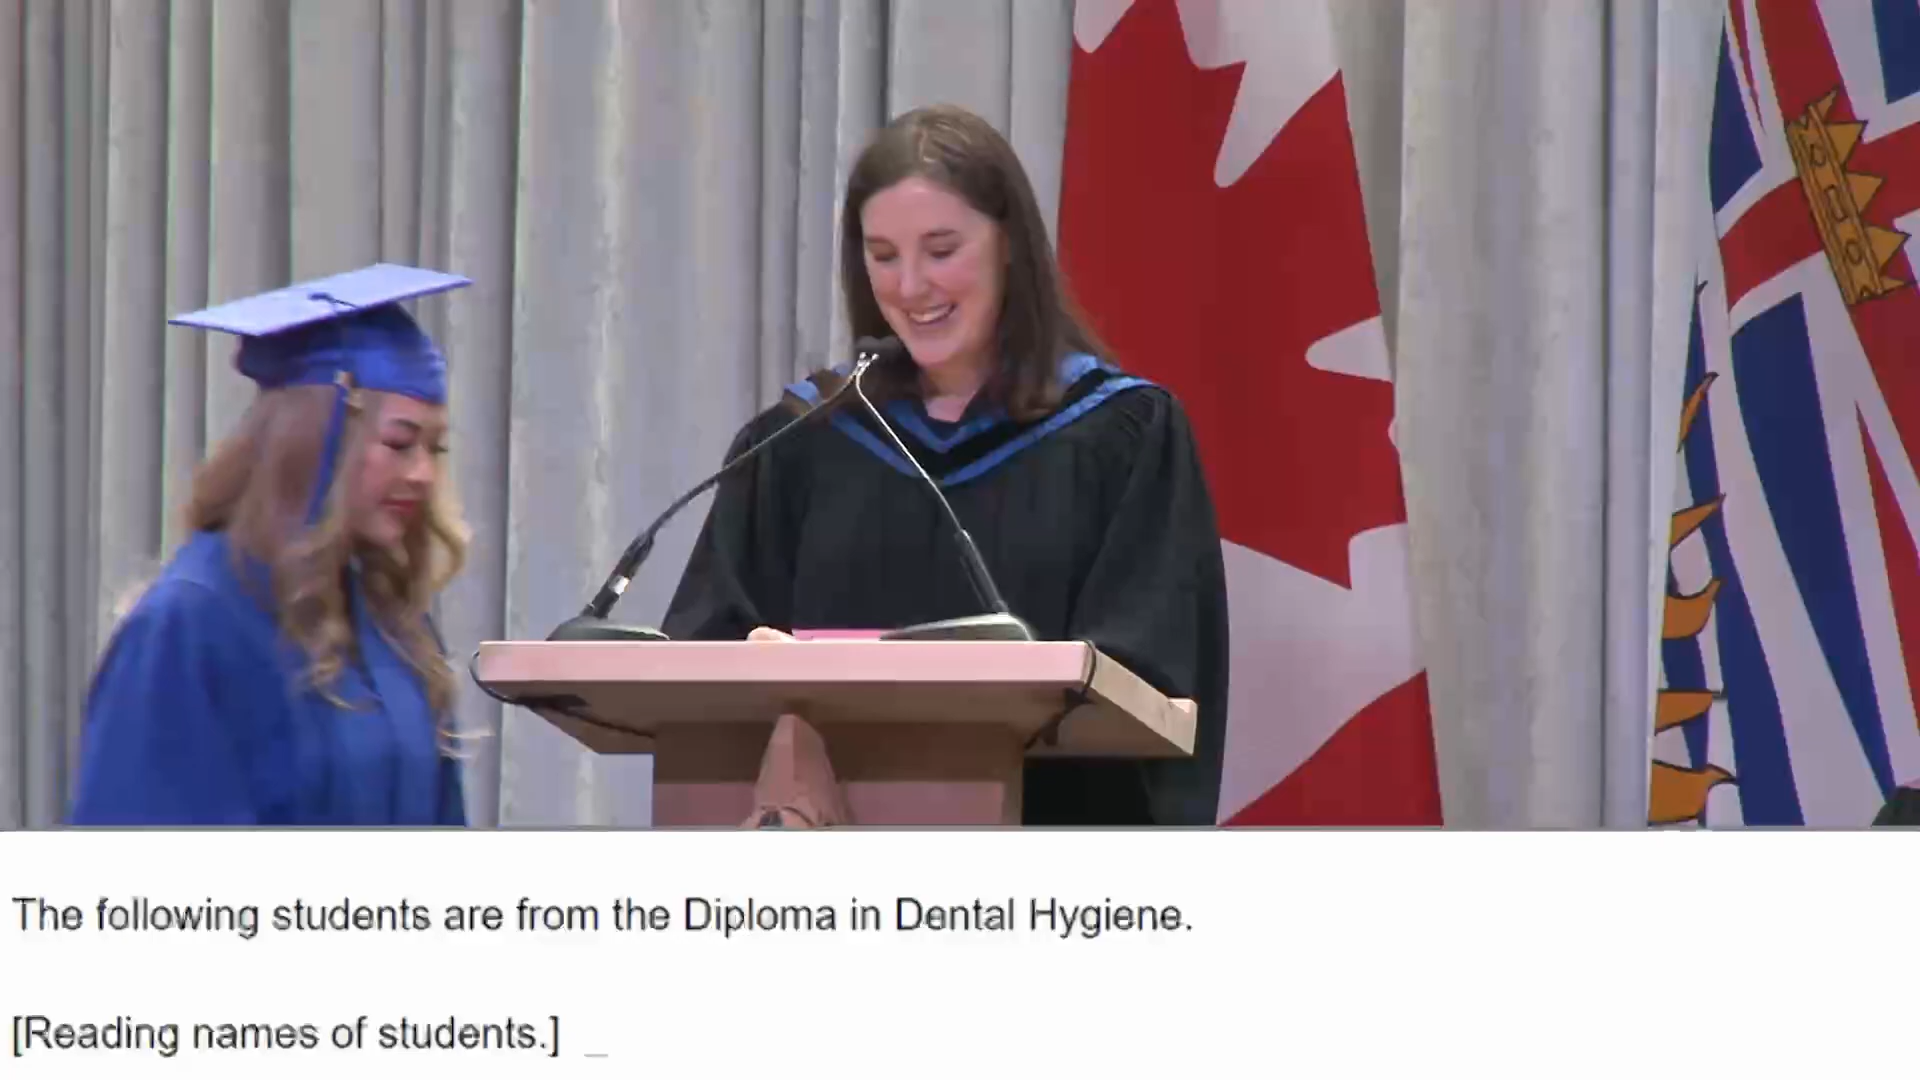 The following students are from the Diploma in Dental Hygiene.
[Reading names of students.]